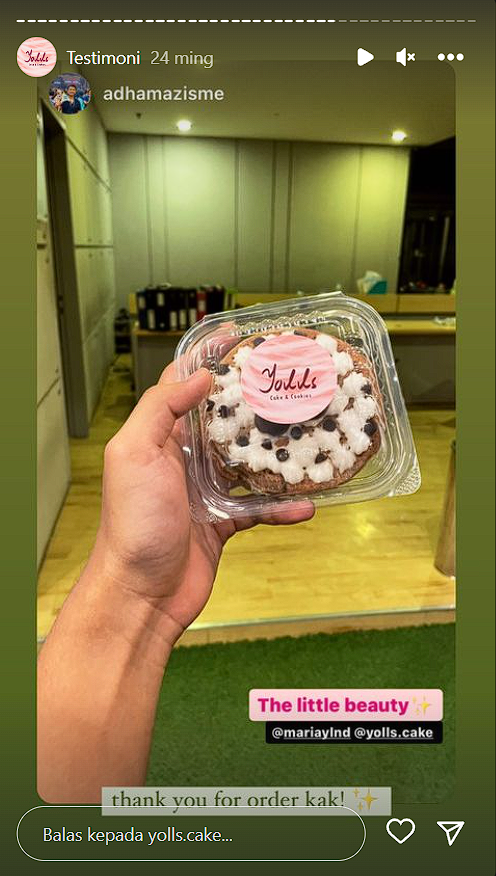 Yolls
Testimoni 24 ming
adhamazisme
Yolls
Cake & Cookies
The little beauty✨
@mariaylnd @yolls.cake
thank you for order kak! ✨
Balas kepada yolls.cake...